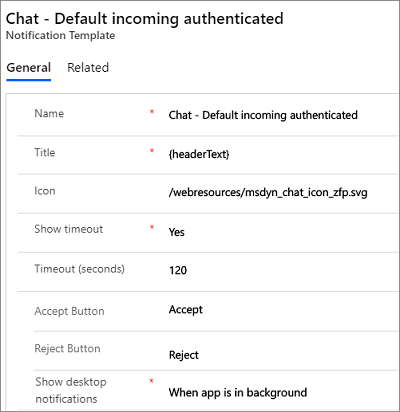 Chat - Default incoming authenticated
Notification Template
General Related
Name * Chat - Default incoming authenticated
Title * {headerText}
Icon /webresources/msdyn_chat_icon_zfp.svg
Show timeout * Yes
Timeout (seconds) 120
Accept Button Accept
Reject Button Reject
Show desktop * When app is in background
notifications